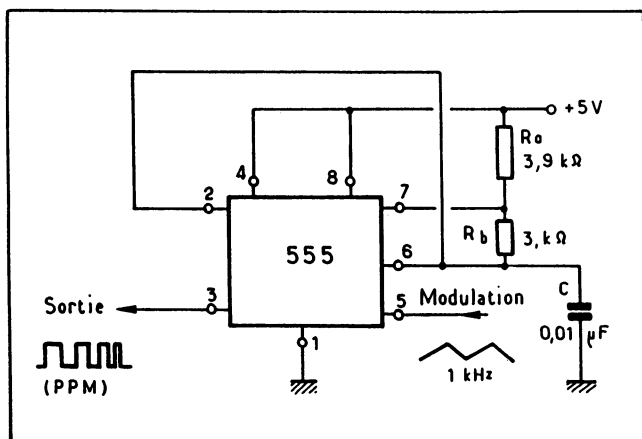 +5V
Ra
3,9 kΩ
4
8
2
7
555
Rb
3,kΩ
6
Sortie
3
5
Modulation
C
0,01 µF
1
(PPM)
1 kHz